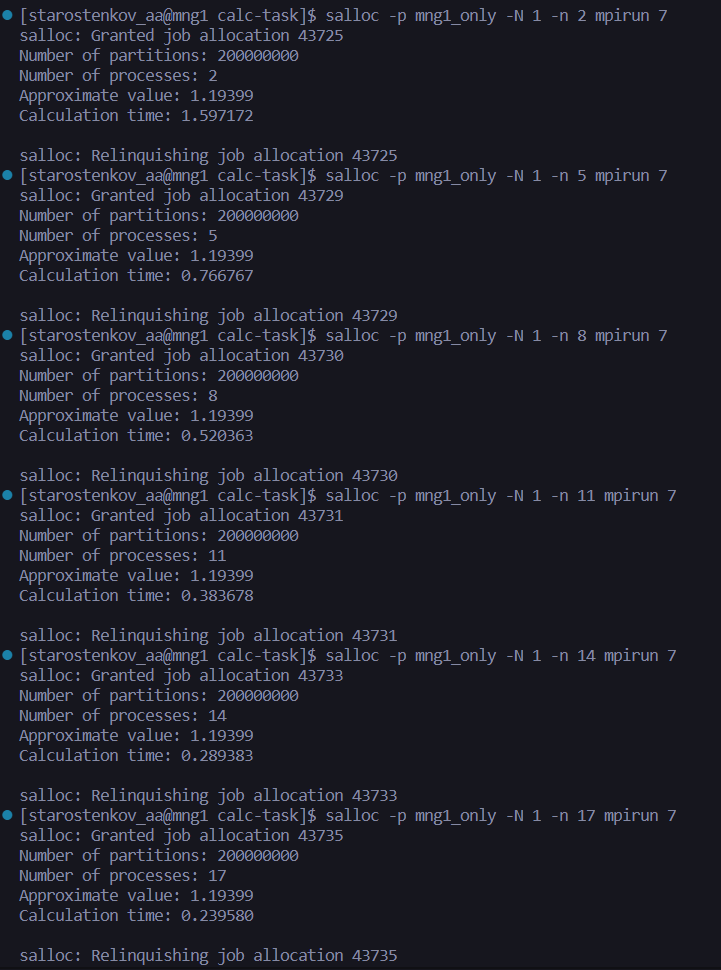 [starostenkov_aa@mng1 calc-task]$ salloc -p mng1_only -N 1 -n 2 mpirun 7
salloc: Granted job allocation 43725
Number of partitions: 200000000
Number of processes: 2
Approximate value: 1.19399
Calculation time: 1.597172
salloc: Relinquishing job allocation 43725
[starostenkov_aa@mng1 calc-task]$ salloc -p mng1_only -N 1 -n 5 mpirun 7
salloc: Granted job allocation 43729
Number of partitions: 200000000
Number of processes: 5
Approximate value: 1.19399
Calculation time: 0.766767
salloc: Relinquishing job allocation 43729
[starostenkov_aa@mng1 calc-task]$ salloc -p mng1_only -N 1 -n 8 mpirun 7
salloc: Granted job allocation 43730
Number of partitions: 200000000
Number of processes: 8
Approximate value: 1.19399
Calculation time: 0.520363
salloc: Relinquishing job allocation 43730
[starostenkov_aa@mng1 calc-task]$ salloc -p mng1_only -N 1 -n 11 mpirun 7
salloc: Granted job allocation 43731
Number of partitions: 200000000
Number of processes: 11
Approximate value: 1.19399
Calculation time: 0.383678
salloc: Relinquishing job allocation 43731
[starostenkov_aa@mng1 calc-task]$ salloc -p mng1_only -N 1 -n 14 mpirun 7
salloc: Granted job allocation 43733
Number of partitions: 200000000
Number of processes: 14
Approximate value: 1.19399
Calculation time: 0.289383
salloc: Relinquishing job allocation 43733
[starostenkov_aa@mng1 calc-task]$ salloc -p mng1_only -N 1 -n 17 mpirun 7
salloc: Granted job allocation 43735
Number of partitions: 200000000
Number of processes: 17
Approximate value: 1.19399
Calculation time: 0.239580
salloc: Relinquishing job allocation 43735